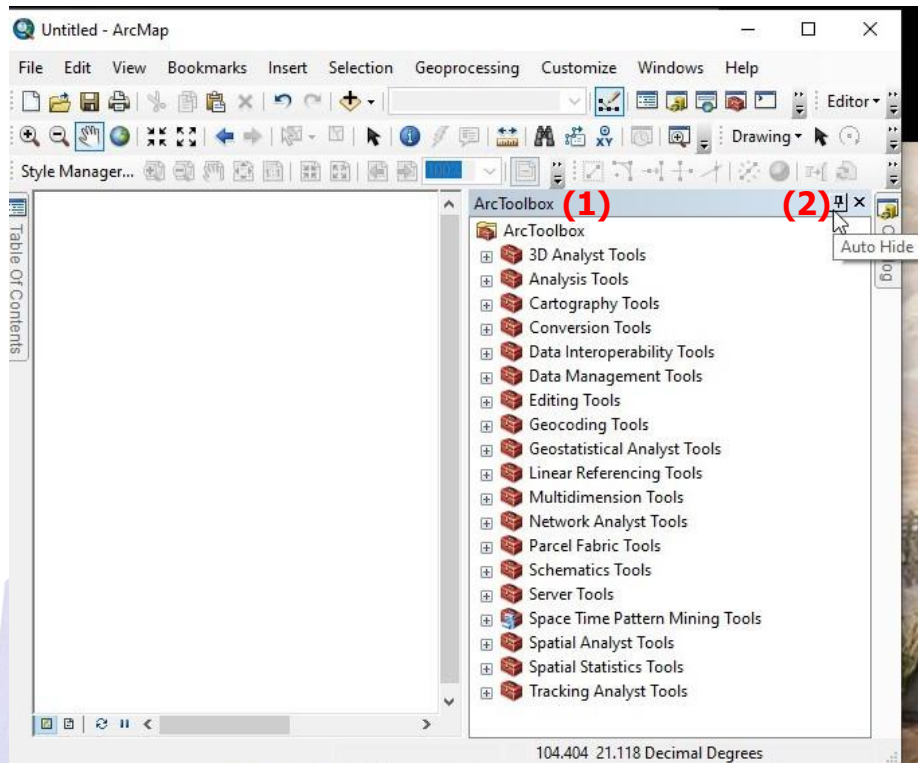 Untitled - ArcMap
File Edit View Bookmarks Insert Selection Geoprocessing Customize Windows Help
Editor
Drawing
Style Manager... 100%
Table Of Contents
ArcToolbox (1) (2)
Auto Hide
ArcToolbox
3D Analyst Tools
Analysis Tools
Cartography Tools
Conversion Tools
Data Interoperability Tools
Data Management Tools
Editing Tools
Geocoding Tools
Geostatistical Analyst Tools
Linear Referencing Tools
Multidimension Tools
Network Analyst Tools
Parcel Fabric Tools
Schematics Tools
Server Tools
Space Time Pattern Mining Tools
Spatial Analyst Tools
Spatial Statistics Tools
Tracking Analyst Tools
104.404 21.118 Decimal Degrees